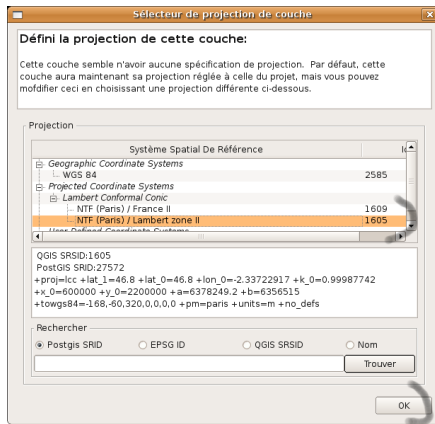 Sélecteur de projection de couche
Défini la projection de cette couche:
Cette couche semble n'avoir aucune spécification de projection. Par défaut, cette
couche aura maintenant sa projection réglée à celle du projet, mais vous pouvez
mofdifier ceci en choisissant une projection différente ci-dessous.
Projection
Système Spatial De Référence
Geographic Coordinate Systems
WGS 84 2585
Projected Coordinate Systems
Lambert Conformal Conic
NTF (Paris) / France II 1609
NTF (Paris) / Lambert zone II 1605
User Defined Coordinate Systems
QGIS SRSID:1605
PostGIS SRID:27572
+proj=lcc +lat_1=46.8 +lat_0=46.8 +lon_0=-2.33722917 +k_0=0.99987742
+x_0=600000 +y_0=2200000 +a=6378249.2 +b=6356515
+towgs84=-168,-60,320,0,0,0,0 +pm=paris +units=m +no_defs
Rechercher
Postgis SRID EPSG ID QGIS SRSID Nom
Trouver
OK